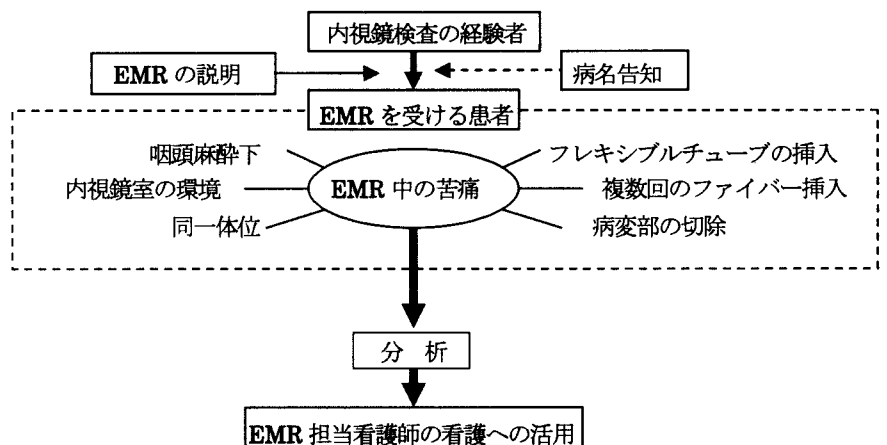 内視鏡検査の経験者
EMR の説明
病名告知
EMR を受ける患者
咽頭麻酔下
フレキシブルチューブの挿入
内視鏡室の環境
EMR 中の苦痛
複数回のファイバー挿入
同一体位
病変部の切除
分 析
EMR 担当看護師の看護への活用